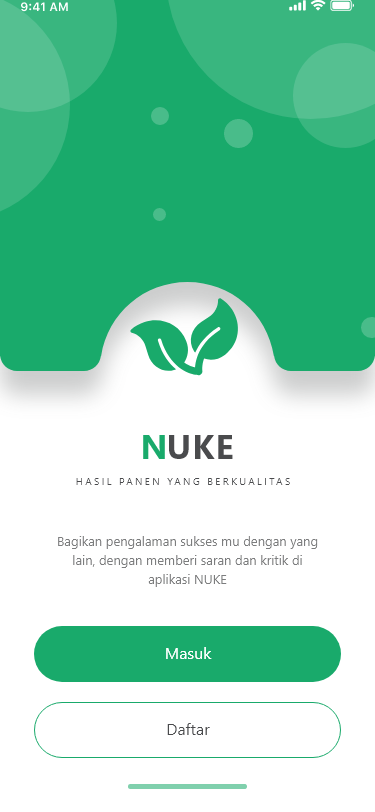 9:41 AM
NUKE
HASIL PANEN YANG BERKUALITAS
Bagikan pengalaman sukses mu dengan yang
lain, dengan memberi saran dan kritik di
aplikasi NUKE
Masuk
Daftar